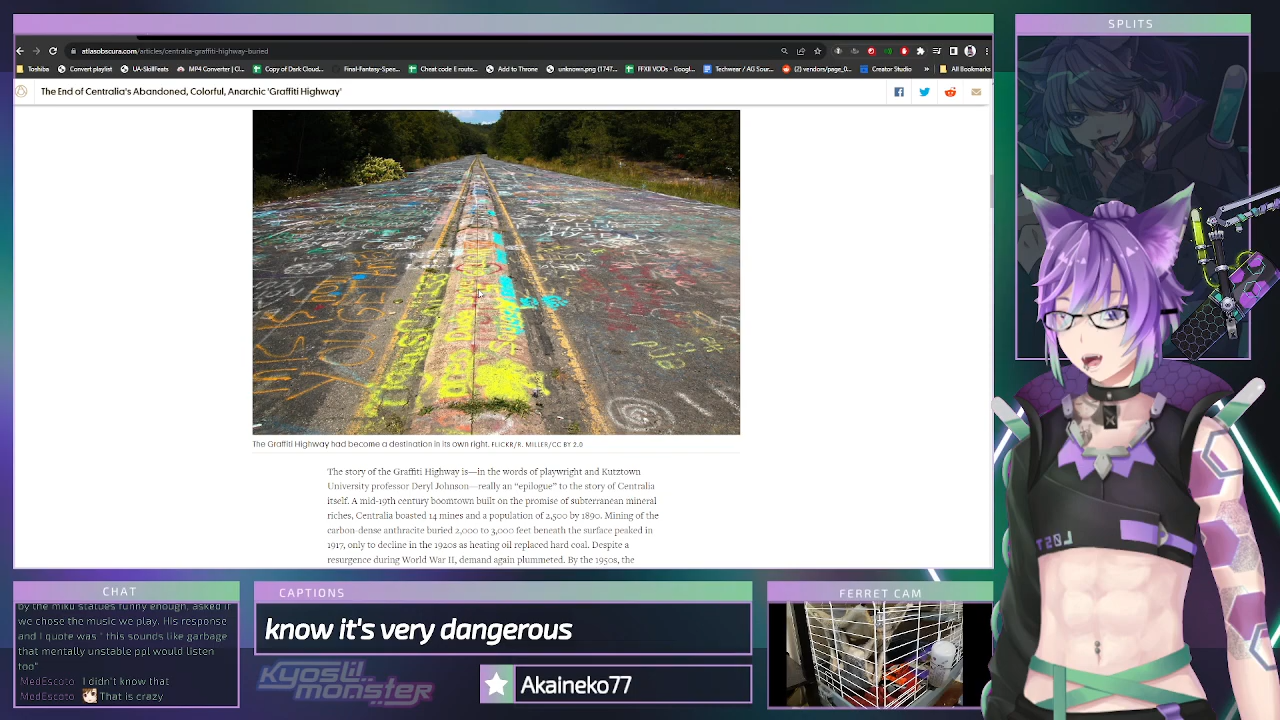 SPLITS
atlasobscura.com/articles/centralia-graffiti-highway-buried
Toshiba
Convert playlist
UA-SkillFeats
MP4 Converter | Cl...
Copy of Dark Cloud...
Final-Fantasy-Spe...
Cheat code E route...
Add to Throne
unknown.png (1747...
FFXII VODs - Googl...
Techwear / AG Sour...
(2) vendors/page_0...
Creator Studio
»
All Bookmarks
The End of Centralia's Abandoned, Colorful, Anarchic 'Graffiti Highway'
The Graffiti Highway had become a destination in its own right. FLICKR/R. MILLER/CC BY 2.0
The story of the Graffiti Highway is—in the words of playwright and Kutztown
University professor Deryl Johnson—really an “epilogue” to the story of Centralia
itself. A mid-19th century boomtown built on the promise of subterranean mineral
riches, Centralia boasted 14 mines and a population of 2,500 by 1890. Mining of the
carbon-dense anthracite buried 2,000 to 3,000 feet beneath the surface peaked in
1917, only to decline in the 1920s as heating oil replaced hard coal. Despite a
resurgence during World War II, demand again plummeted. By the 1950s, the
LOST
CHAT
by the miku statues funny enough. asked if
we chose the music we play. His response
and I quote was " this sounds like garbage
that mentally unstable ppl would listen
too"
MedEscoto I didn't know that
MedEscoto That is crazy
CAPTIONS
know it's very dangerous
KyoslilMonster
Akaineko77
FERRET CAM